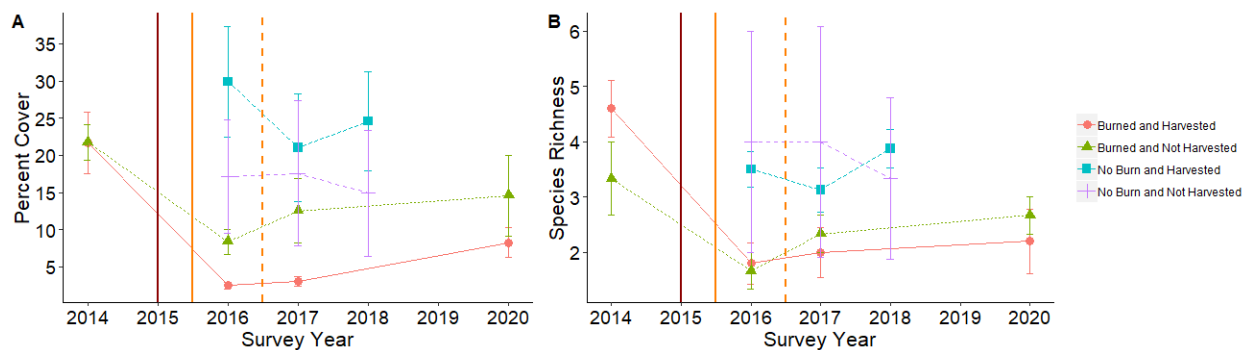 A
Percent Cover
35
30
25
20
15
10
5
2014 2015 2016 2017 2018 2019 2020
Survey Year
B
Species Richness
6
5
4
3
2
2014 2015 2016 2017 2018 2019 2020
Survey Year
Burned and Harvested
Burned and Not Harvested
No Burn and Harvested
No Burn and Not Harvested